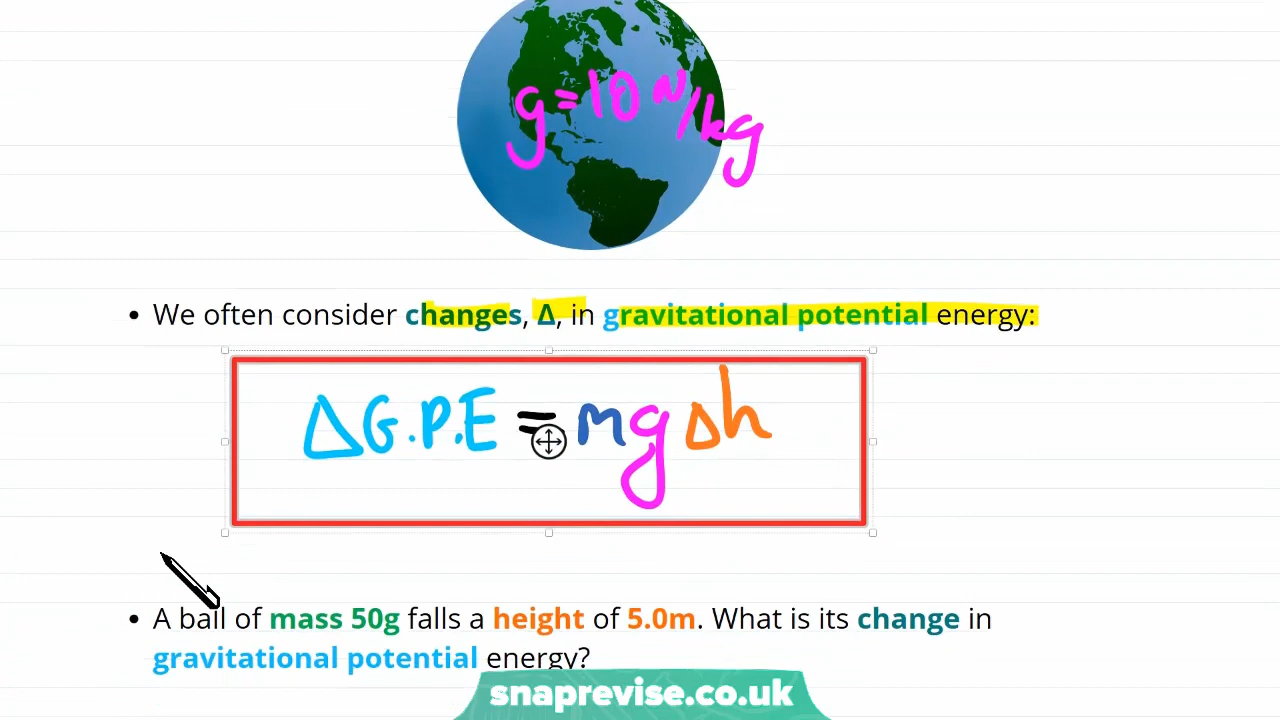 g=10 N/kg
• We often consider changes, Δ, in gravitational potential energy:
ΔG.P.E = mgΔh
• A ball of mass 50g falls a height of 5.0m. What is its change in
gravitational potential energy?
snaprevise.co.uk